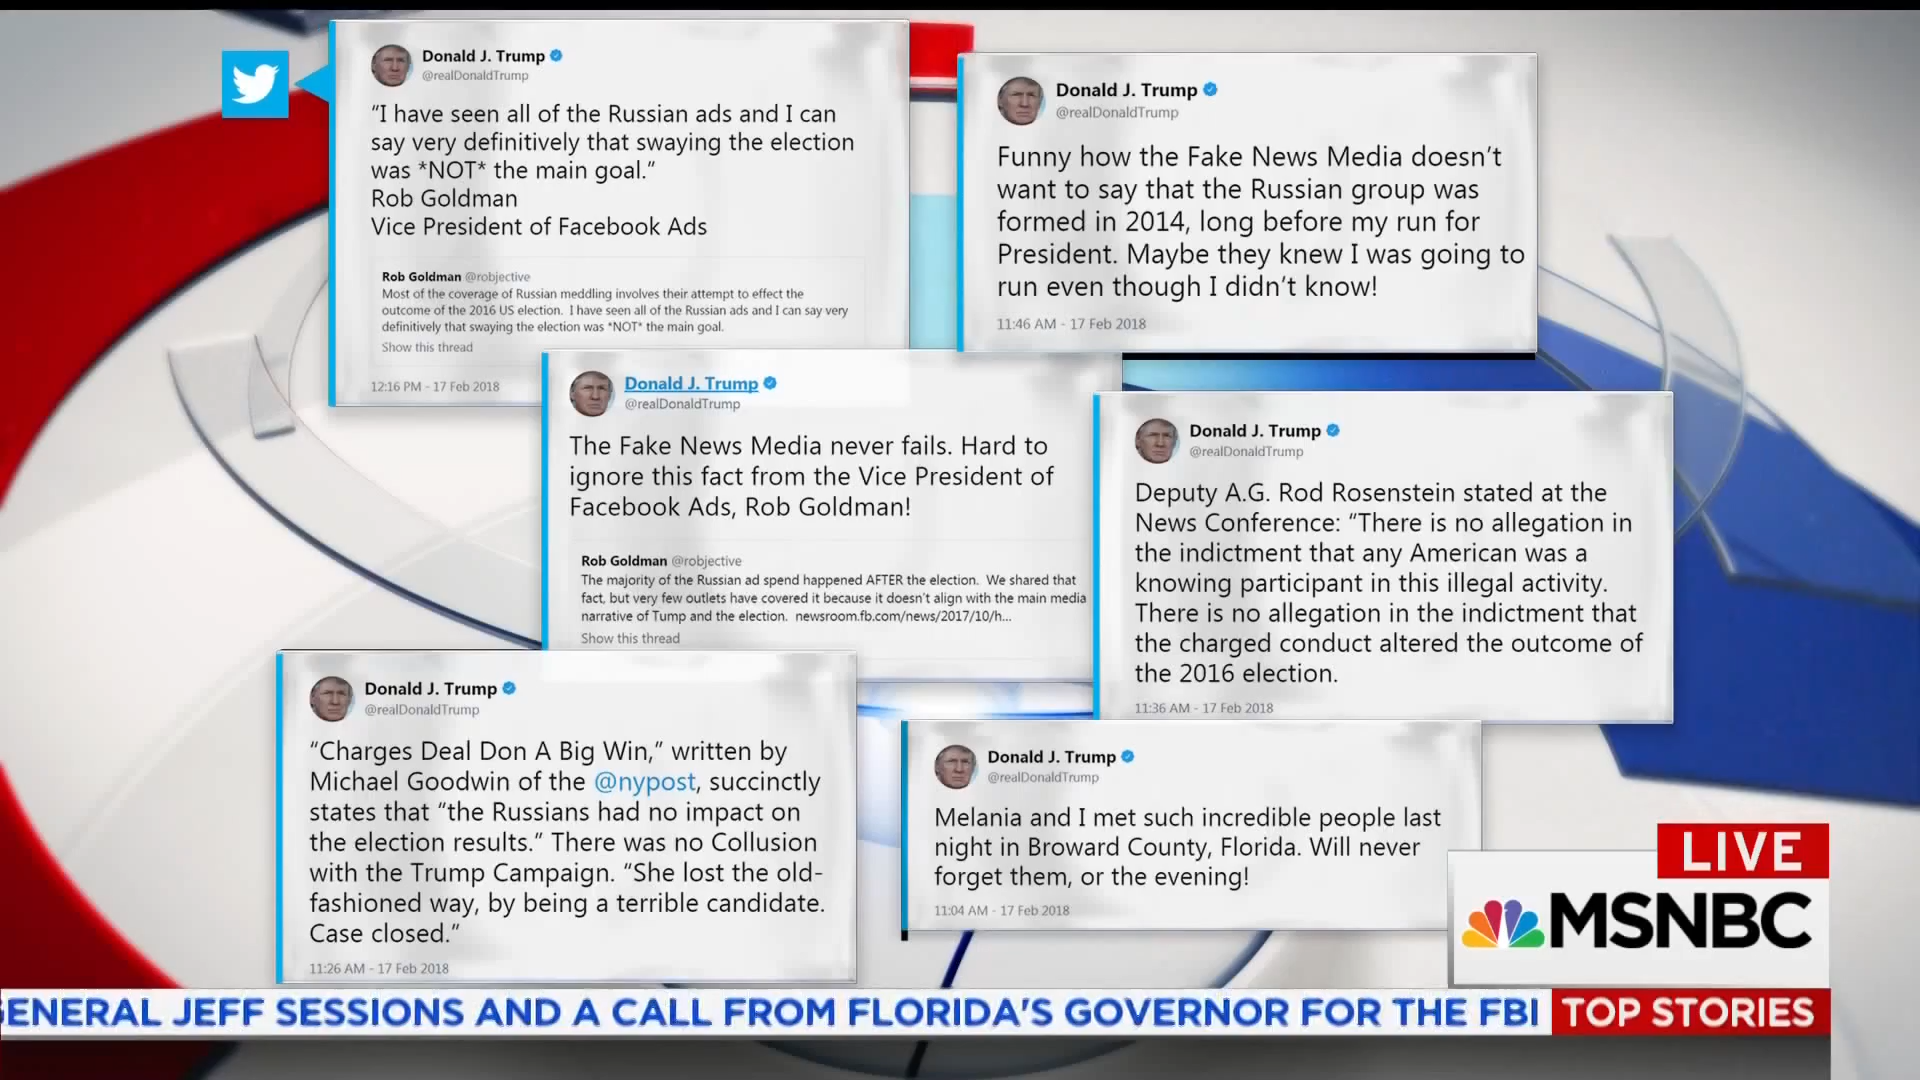 Donald J. Trump
@realDonaldTrump
“I have seen all of the Russian ads and I can
say very definitively that swaying the election
was *NOT* the main goal.”
Rob Goldman
Vice President of Facebook Ads
Rob Goldman @robjective
Most of the coverage of Russian meddling involves their attempt to effect the
outcome of the 2016 US election. I have seen all of the Russian ads and I can say very
definitively that swaying the election was *NOT* the main goal.
Show this thread
12:16 PM - 17 Feb 2018
Donald J. Trump
@realDonaldTrump
Funny how the Fake News Media doesn’t
want to say that the Russian group was
formed in 2014, long before my run for
President. Maybe they knew I was going to
run even though I didn’t know!
11:46 AM - 17 Feb 2018
Donald J. Trump
@realDonaldTrump
The Fake News Media never fails. Hard to
ignore this fact from the Vice President of
Facebook Ads, Rob Goldman!
Rob Goldman @robjective
The majority of the Russian ad spend happened AFTER the election. We shared that
fact, but very few outlets have covered it because it doesn’t align with the main media
narrative of Tump and the election. newsroom.fb.com/news/2017/10/h...
Show this thread
Donald J. Trump
@realDonaldTrump
Deputy A.G. Rod Rosenstein stated at the
News Conference: “There is no allegation in
the indictment that any American was a
knowing participant in this illegal activity.
There is no allegation in the indictment that
the charged conduct altered the outcome of
the 2016 election.
11:36 AM - 17 Feb 2018
Donald J. Trump
@realDonaldTrump
“Charges Deal Don A Big Win,” written by
Michael Goodwin of the @nypost, succinctly
states that “the Russians had no impact on
the election results.” There was no Collusion
with the Trump Campaign. “She lost the old-
fashioned way, by being a terrible candidate.
Case closed.”
11:26 AM - 17 Feb 2018
Donald J. Trump
@realDonaldTrump
Melania and I met such incredible people last
night in Broward County, Florida. Will never
forget them, or the evening!
11:04 AM - 17 Feb 2018
LIVE
MSNBC
ENERAL JEFF SESSIONS AND A CALL FROM FLORIDA'S GOVERNOR FOR THE FBI
TOP STORIES